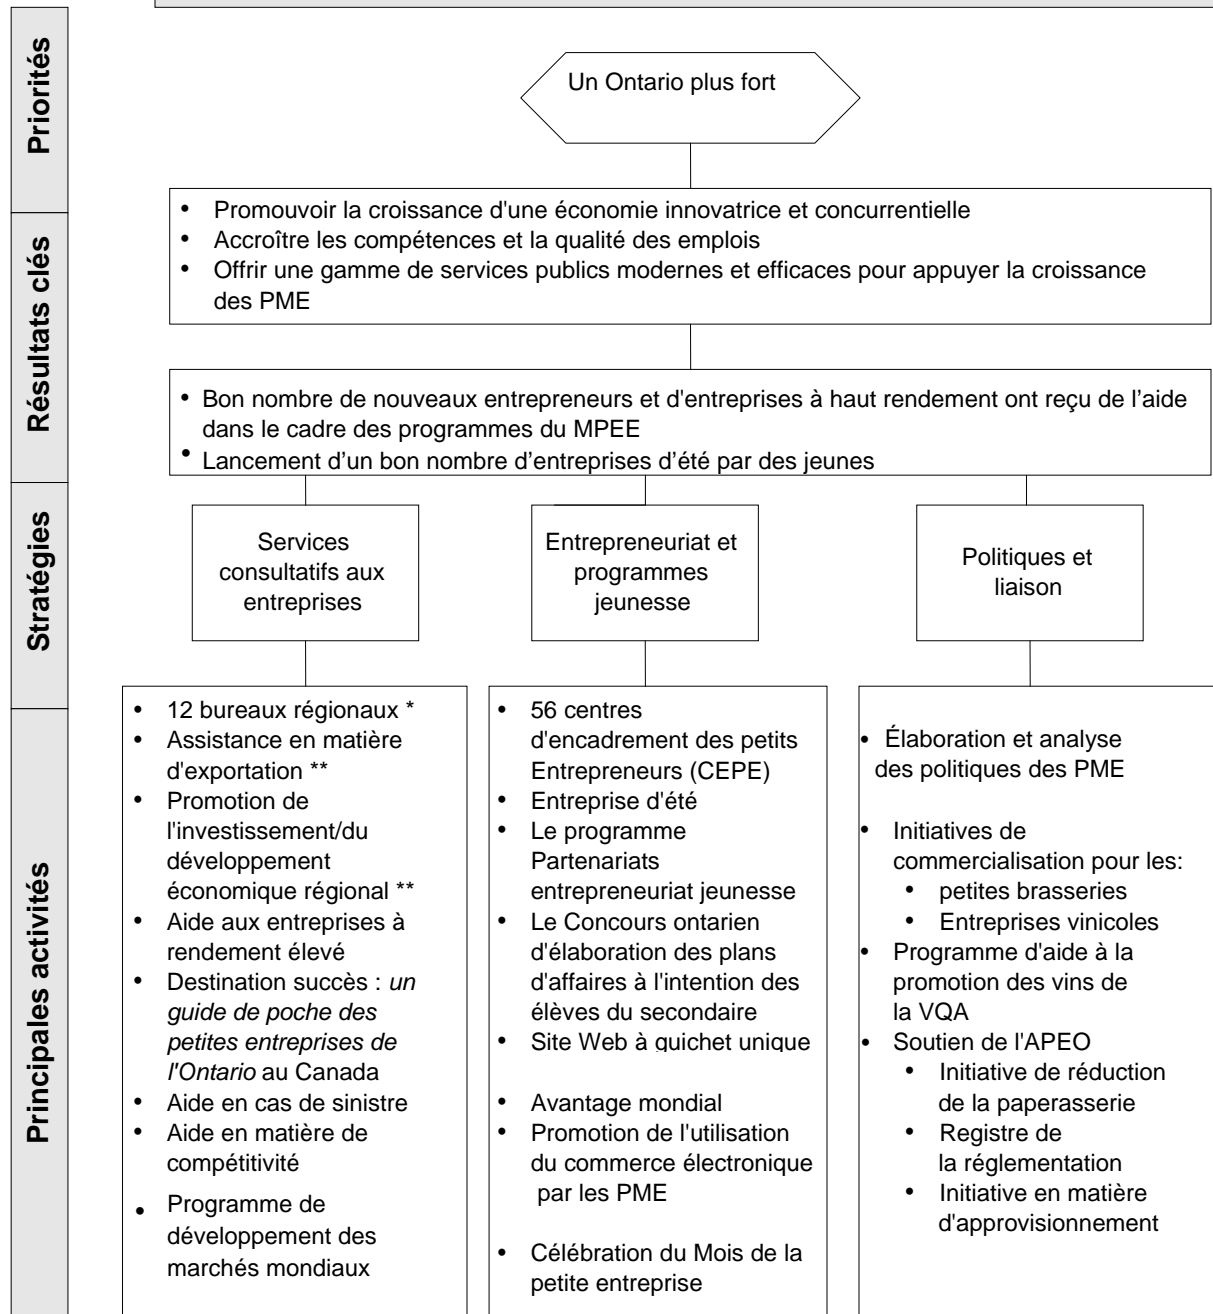 Priorités
Un Ontario plus fort
Résultats clés
• Promouvoir la croissance d'une économie innovatrice et concurrentielle
• Accroître les compétences et la qualité des emplois
• Offrir une gamme de services publics modernes et efficaces pour appuyer la croissance
des PME
• Bon nombre de nouveaux entrepreneurs et d'entreprises à haut rendement ont reçu de l’aide
dans le cadre des programmes du MPEE
• Lancement d’un bon nombre d’entreprises d’été par des jeunes
Stratégies
Services
consultatifs aux
entreprises
Entrepreneuriat et
programmes
jeunesse
Politiques et
liaison
Principales activités
• 12 bureaux régionaux *
• Assistance en matière
d'exportation **
• Promotion de
l'investissement/du
développement
économique régional **
• Aide aux entreprises à
rendement élevé
• Destination succès : un
guide de poche des
petites entreprises de
l'Ontario au Canada
• Aide en cas de sinistre
• Aide en matière de
compétitivité
• Programme de
développement des
marchés mondiaux
• 56 centres
d'encadrement des petits
Entrepreneurs (CEPE)
• Entreprise d'été
• Le programme
Partenariats
entrepreneuriat jeunesse
• Le Concours ontarien
d'élaboration des plans
d'affaires à l'intention des
élèves du secondaire
• Site Web à guichet unique
• Avantage mondial
• Promotion de l'utilisation
du commerce électronique
par les PME
• Célébration du Mois de la
petite entreprise
• Élaboration et analyse
des politiques des PME
• Initiatives de
commercialisation pour les:
• petites brasseries
• Entreprises vinicoles
• Programme d'aide à la
promotion des vins de
la VQA
• Soutien de l'APEO
• Initiative de réduction
de la paperasserie
• Registre de
la réglementation
• Initiative en matière
d'approvisionnement